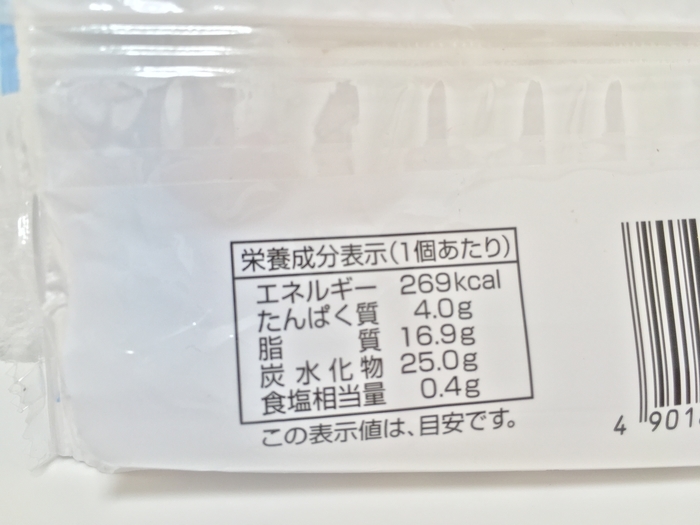 栄養成分表示(1個あたり)
エネルギー 269kcal
たんぱく質 4.0g
脂質 16.9g
炭水化物 25.0g
食塩相当量 0.4g
この表示値は、目安です。
4 901